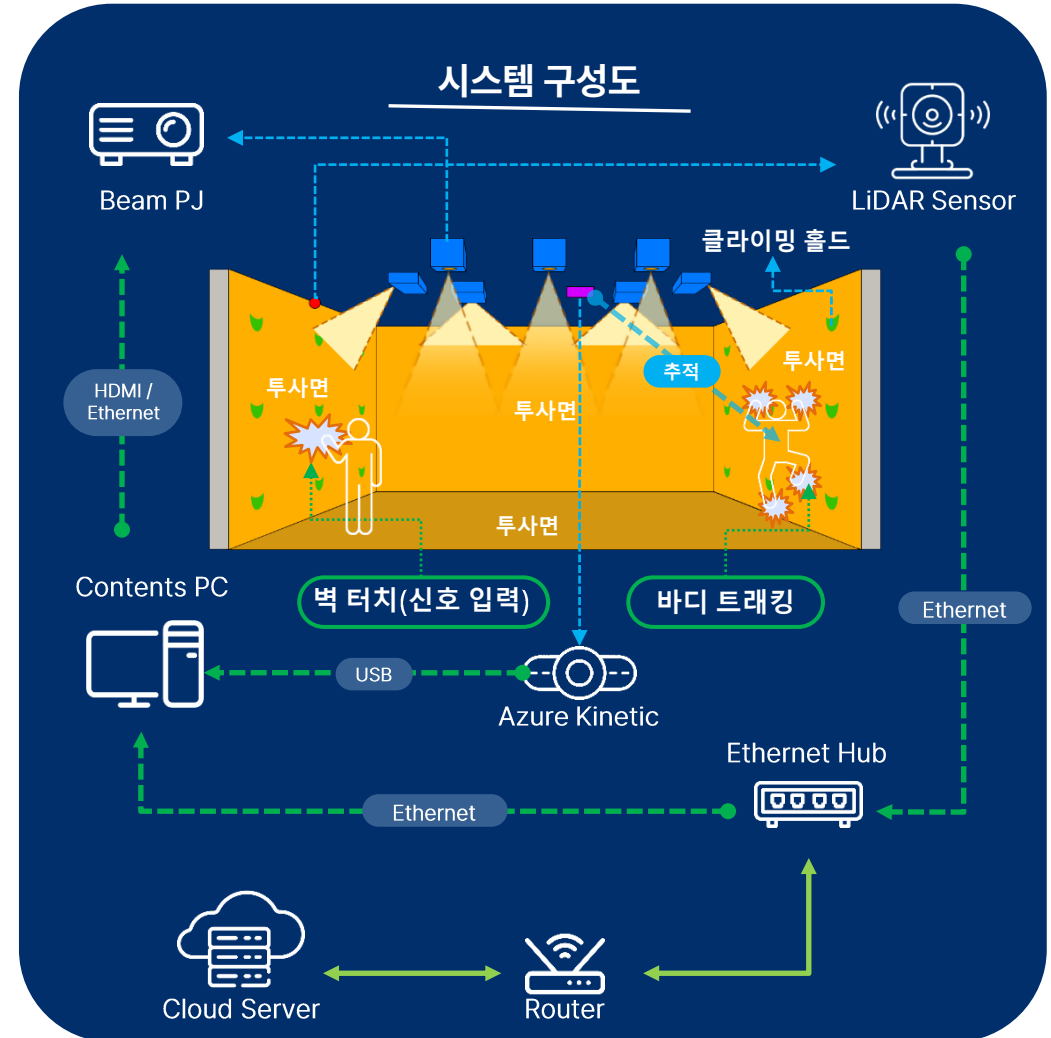 시스템 구성도
Beam PJ
LiDAR Sensor
클라이밍 홀드
투사면
투사면
투사면
추적
HDMI /
Ethernet
투사면
Contents PC
벽 터치(신호 입력)
바디 트래킹
Ethernet
USB
Azure Kinetic
Ethernet Hub
Ethernet
Cloud Server
Router